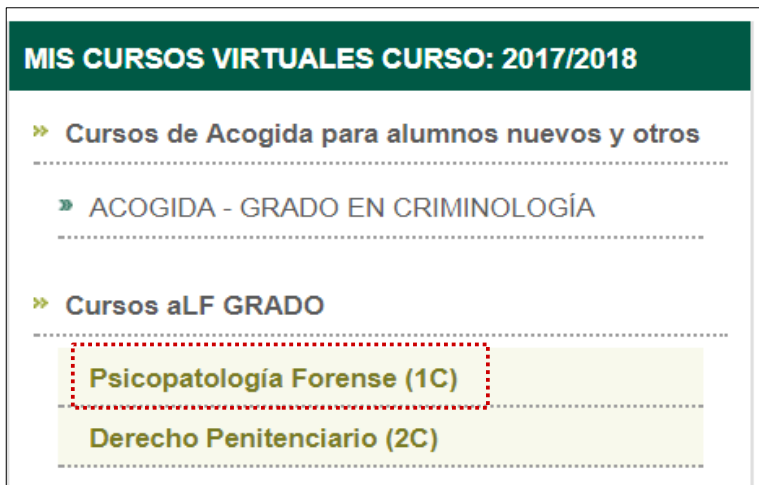 MIS CURSOS VIRTUALES CURSO: 2017/2018
Cursos de Acogida para alumnos nuevos y otros
ACOGIDA - GRADO EN CRIMINOLOGÍA
Cursos aLF GRADO
Psicopatología Forense (1C)
Derecho Penitenciario (2C)